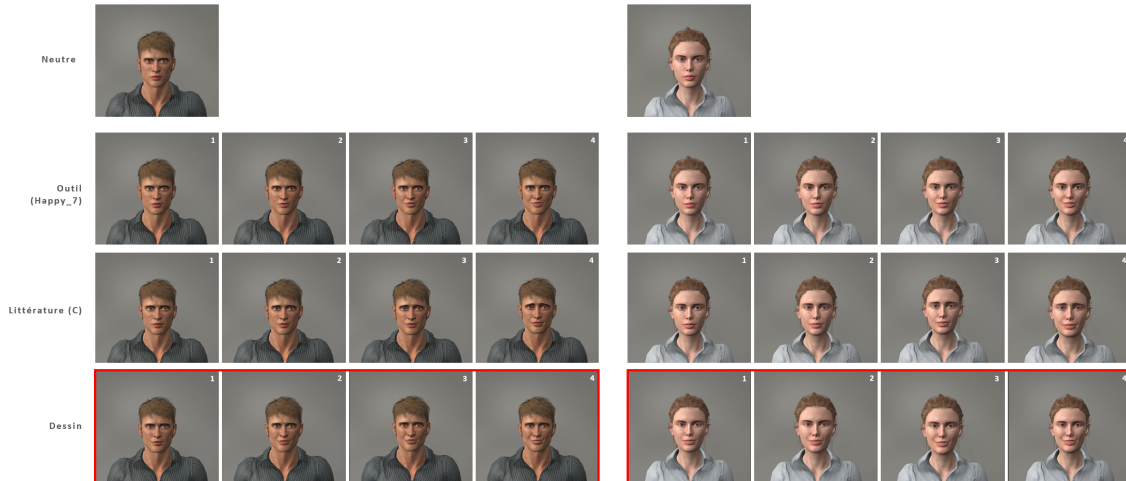 Neutre
Outil
(Happy_7)
1 2 3 4 1 2 3 4
Littérature (C)
1 2 3 4 1 2 3 4
Dessin
1 2 3 4 1 2 3 4